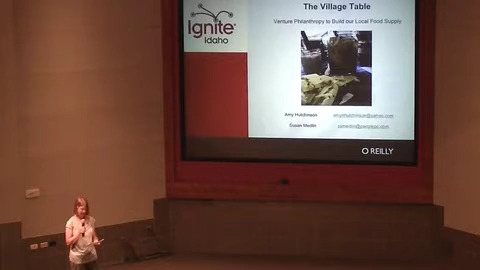 The Village Table
Ignite
Idaho
Venture Philanthropy to Build our Local Food Supply
Amy Hutchinson
Susan Medlin
O REILLY